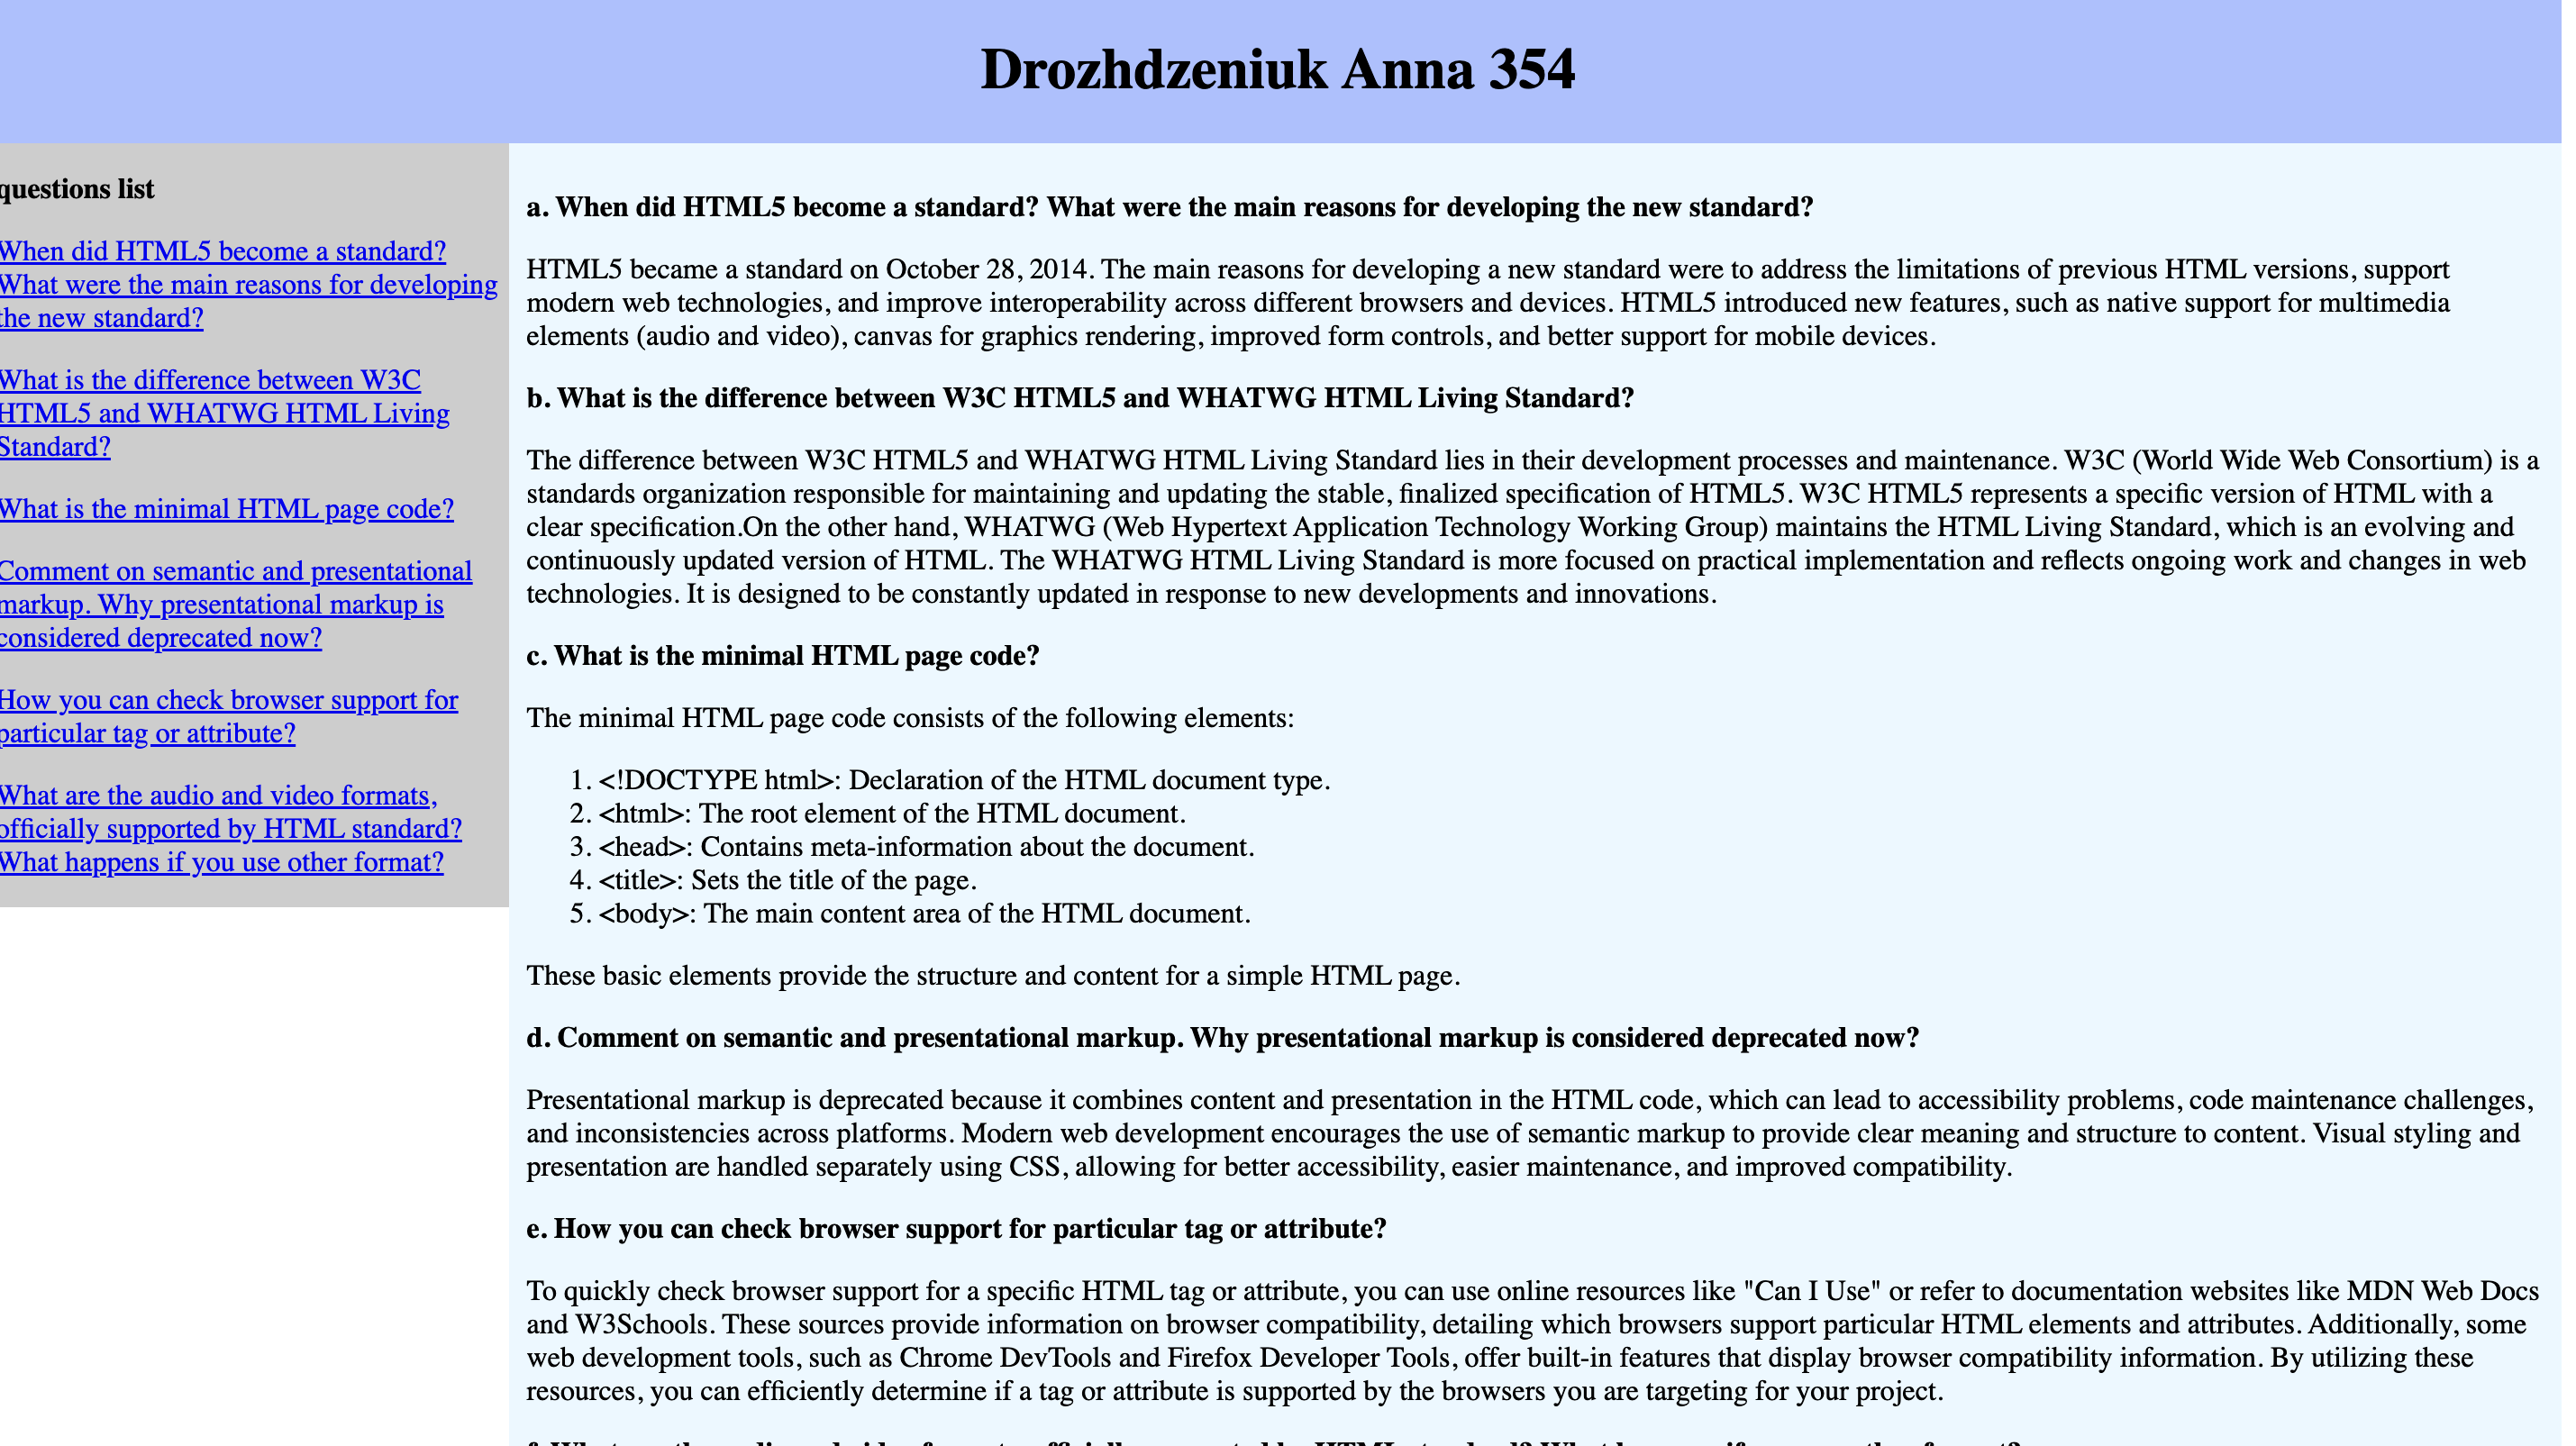 Drozhdzeniuk Anna 354
questions list
When did HTML5 become a standard?
What were the main reasons for developing
the new standard?
What is the difference between W3C
HTML5 and WHATWG HTML Living
Standard?
What is the minimal HTML page code?
Comment on semantic and presentational
markup. Why presentational markup is
considered deprecated now?
How you can check browser support for
particular tag or attribute?
What are the audio and video formats,
officially supported by HTML standard?
What happens if you use other format?
a. When did HTML5 become a standard? What were the main reasons for developing the new standard?
HTML5 became a standard on October 28, 2014. The main reasons for developing a new standard were to address the limitations of previous HTML versions, support
modern web technologies, and improve interoperability across different browsers and devices. HTML5 introduced new features, such as native support for multimedia
elements (audio and video), canvas for graphics rendering, improved form controls, and better support for mobile devices.
b. What is the difference between W3C HTML5 and WHATWG HTML Living Standard?
The difference between W3C HTML5 and WHATWG HTML Living Standard lies in their development processes and maintenance. W3C (World Wide Web Consortium) is a
standards organization responsible for maintaining and updating the stable, finalized specification of HTML5. W3C HTML5 represents a specific version of HTML with a
clear specification.On the other hand, WHATWG (Web Hypertext Application Technology Working Group) maintains the HTML Living Standard, which is an evolving and
continuously updated version of HTML. The WHATWG HTML Living Standard is more focused on practical implementation and reflects ongoing work and changes in web
technologies. It is designed to be constantly updated in response to new developments and innovations.
c. What is the minimal HTML page code?
The minimal HTML page code consists of the following elements:
1. <!DOCTYPE html>: Declaration of the HTML document type.
2. <html>: The root element of the HTML document.
3. <head>: Contains meta-information about the document.
4. <title>: Sets the title of the page.
5. <body>: The main content area of the HTML document.
These basic elements provide the structure and content for a simple HTML page.
d. Comment on semantic and presentational markup. Why presentational markup is considered deprecated now?
Presentational markup is deprecated because it combines content and presentation in the HTML code, which can lead to accessibility problems, code maintenance challenges,
and inconsistencies across platforms. Modern web development encourages the use of semantic markup to provide clear meaning and structure to content. Visual styling and
presentation are handled separately using CSS, allowing for better accessibility, easier maintenance, and improved compatibility.
e. How you can check browser support for particular tag or attribute?
To quickly check browser support for a specific HTML tag or attribute, you can use online resources like "Can I Use" or refer to documentation websites like MDN Web Docs
and W3Schools. These sources provide information on browser compatibility, detailing which browsers support particular HTML elements and attributes. Additionally, some
web development tools, such as Chrome DevTools and Firefox Developer Tools, offer built-in features that display browser compatibility information. By utilizing these
resources, you can efficiently determine if a tag or attribute is supported by the browsers you are targeting for your project.